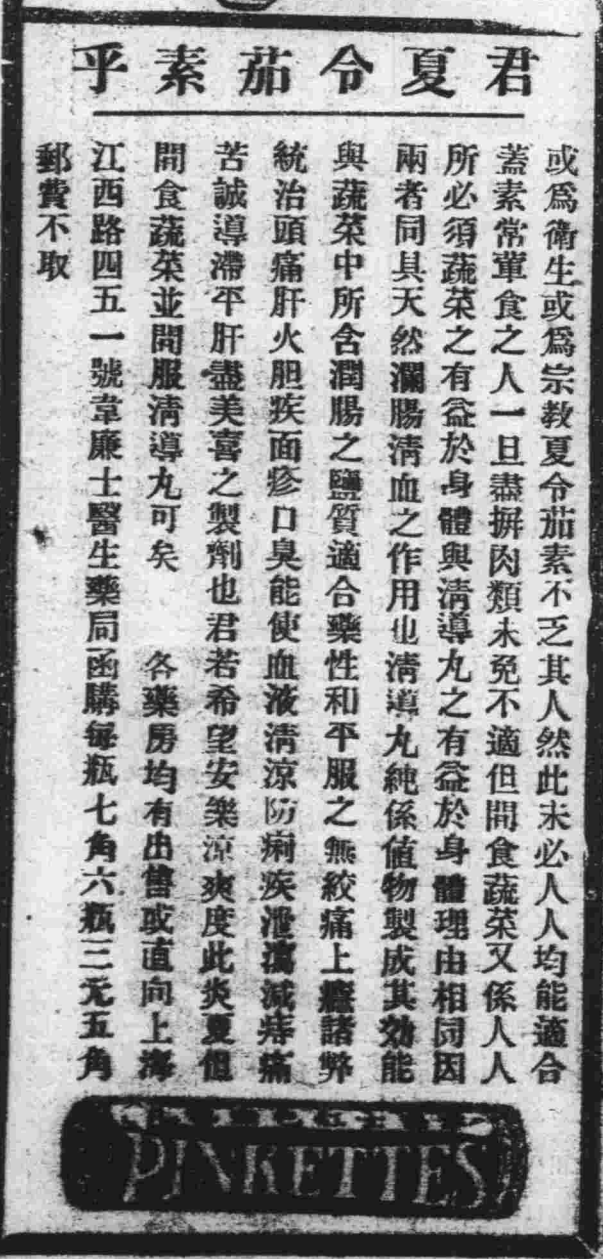 君夏令茹素乎
或爲衛生或爲宗教夏令茹素不乏其人然此未必人人均能適合
蓋素常葷食之人一旦盡摒肉類未免不適但間食蔬菜又係人人
所必須蔬菜之有益於身體與淸導丸之有益於身體理由相同因
兩者同具天然瀾腸淸血之作用也淸導丸純係値物製成其効能
與蔬菜中所含潤腸之鹽質適合藥性和平服之無絞痛上癮諸弊
統治頭痛肝火胆疾面疹口臭能使血液淸涼防痢疾泄瀉減痔痛
苦誠導滯平肝盡美喜之製劑也君若希望安樂涼爽度此炎夏但
間食蔬菜並間服淸導丸可矣　各藥房均有出售或直向上海
江西路四五一號韋廉士醫生藥局函購每瓶七角六瓶三元五角
郵費不取
PINKETTES